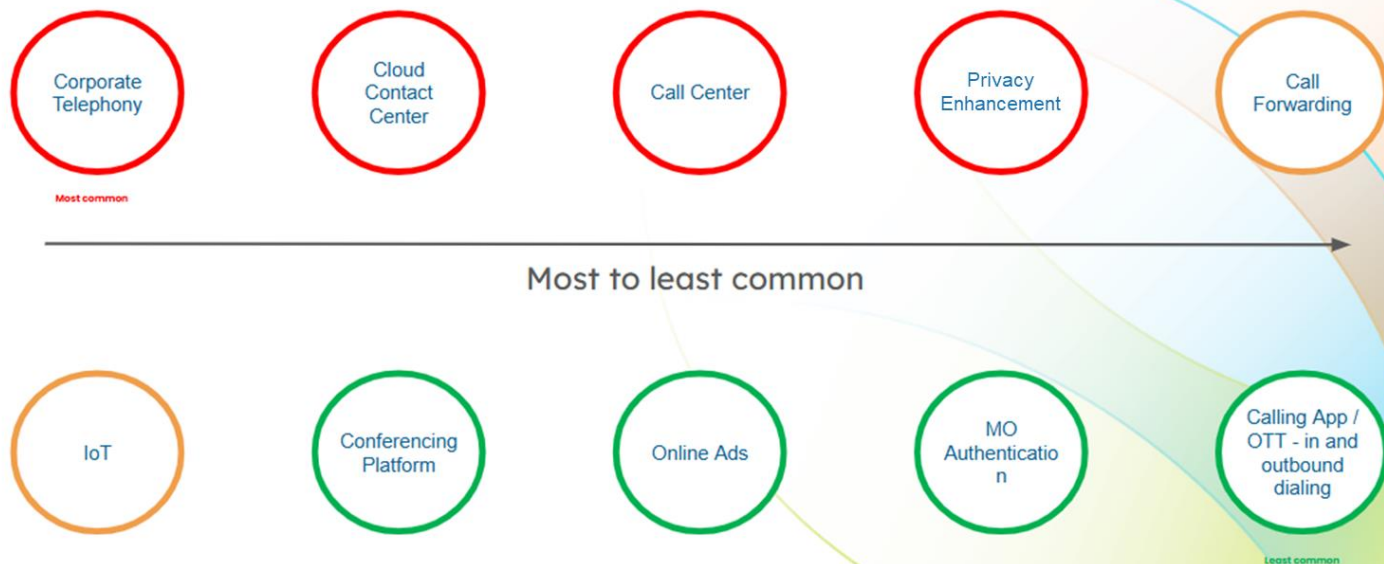 Corporate
Telephony
Cloud
Contact
Center
Call Center
Privacy
Enhancement
Call
Forwarding
Most common
Most to least common
IoT
Conferencing
Platform
Online Ads
MO
Authenticatio
n
Calling App /
OTT - in and
outbound
dialing
Least common